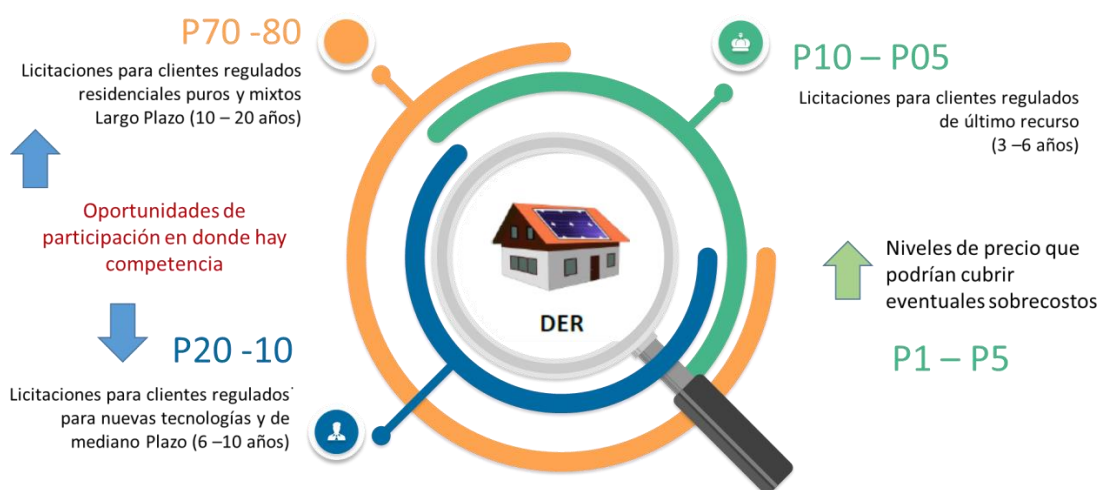 P70 -80
Licitaciones para clientes regulados
residenciales puros y mixtos
Largo Plazo (10 – 20 años)
Oportunidades de
participación en donde hay
competencia
P20 -10
Licitaciones para clientes regulados
para nuevas tecnologías y de
mediano Plazo (6 –10 años)
DER
P10 – P05
Licitaciones para clientes regulados
de último recurso
(3 –6 años)
Niveles de precio que
podrían cubrir
eventuales sobrecostos
P1 – P5